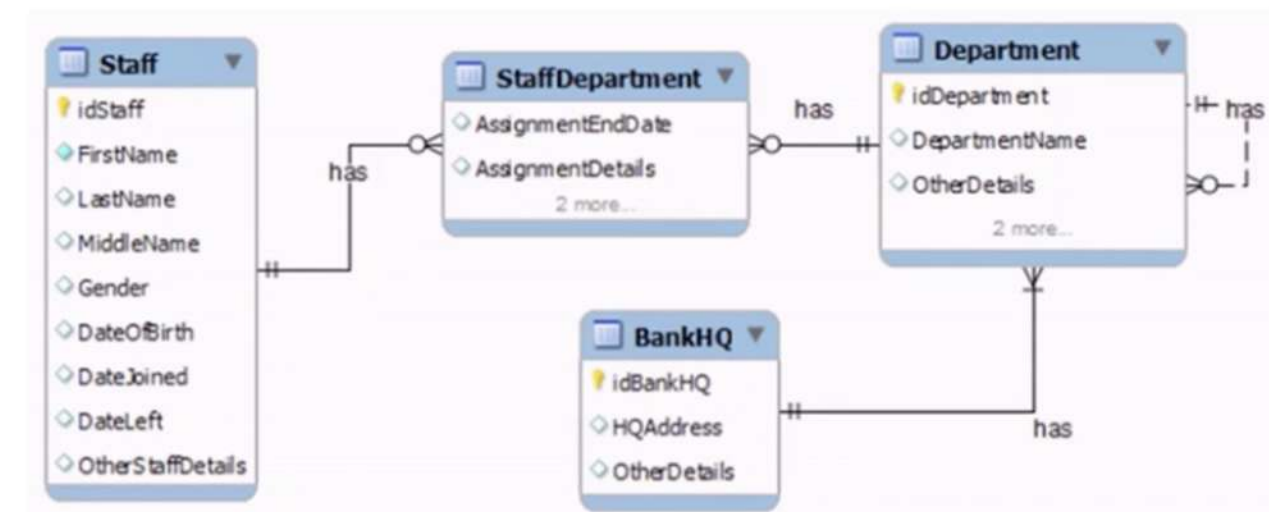 Staff
idStaff
FirstName
LastName
MiddleName
Gender
DateOfBirth
DateJoined
DateLeft
OtherStaffDetails
has
StaffDepartment
AssignmentEndDate
AssignmentDetails
2 more...
has
Department
idDepartment
DepartmentName
OtherDetails
2 more...
has
BankHQ
idBankHQ
HQAddress
OtherDetails
has